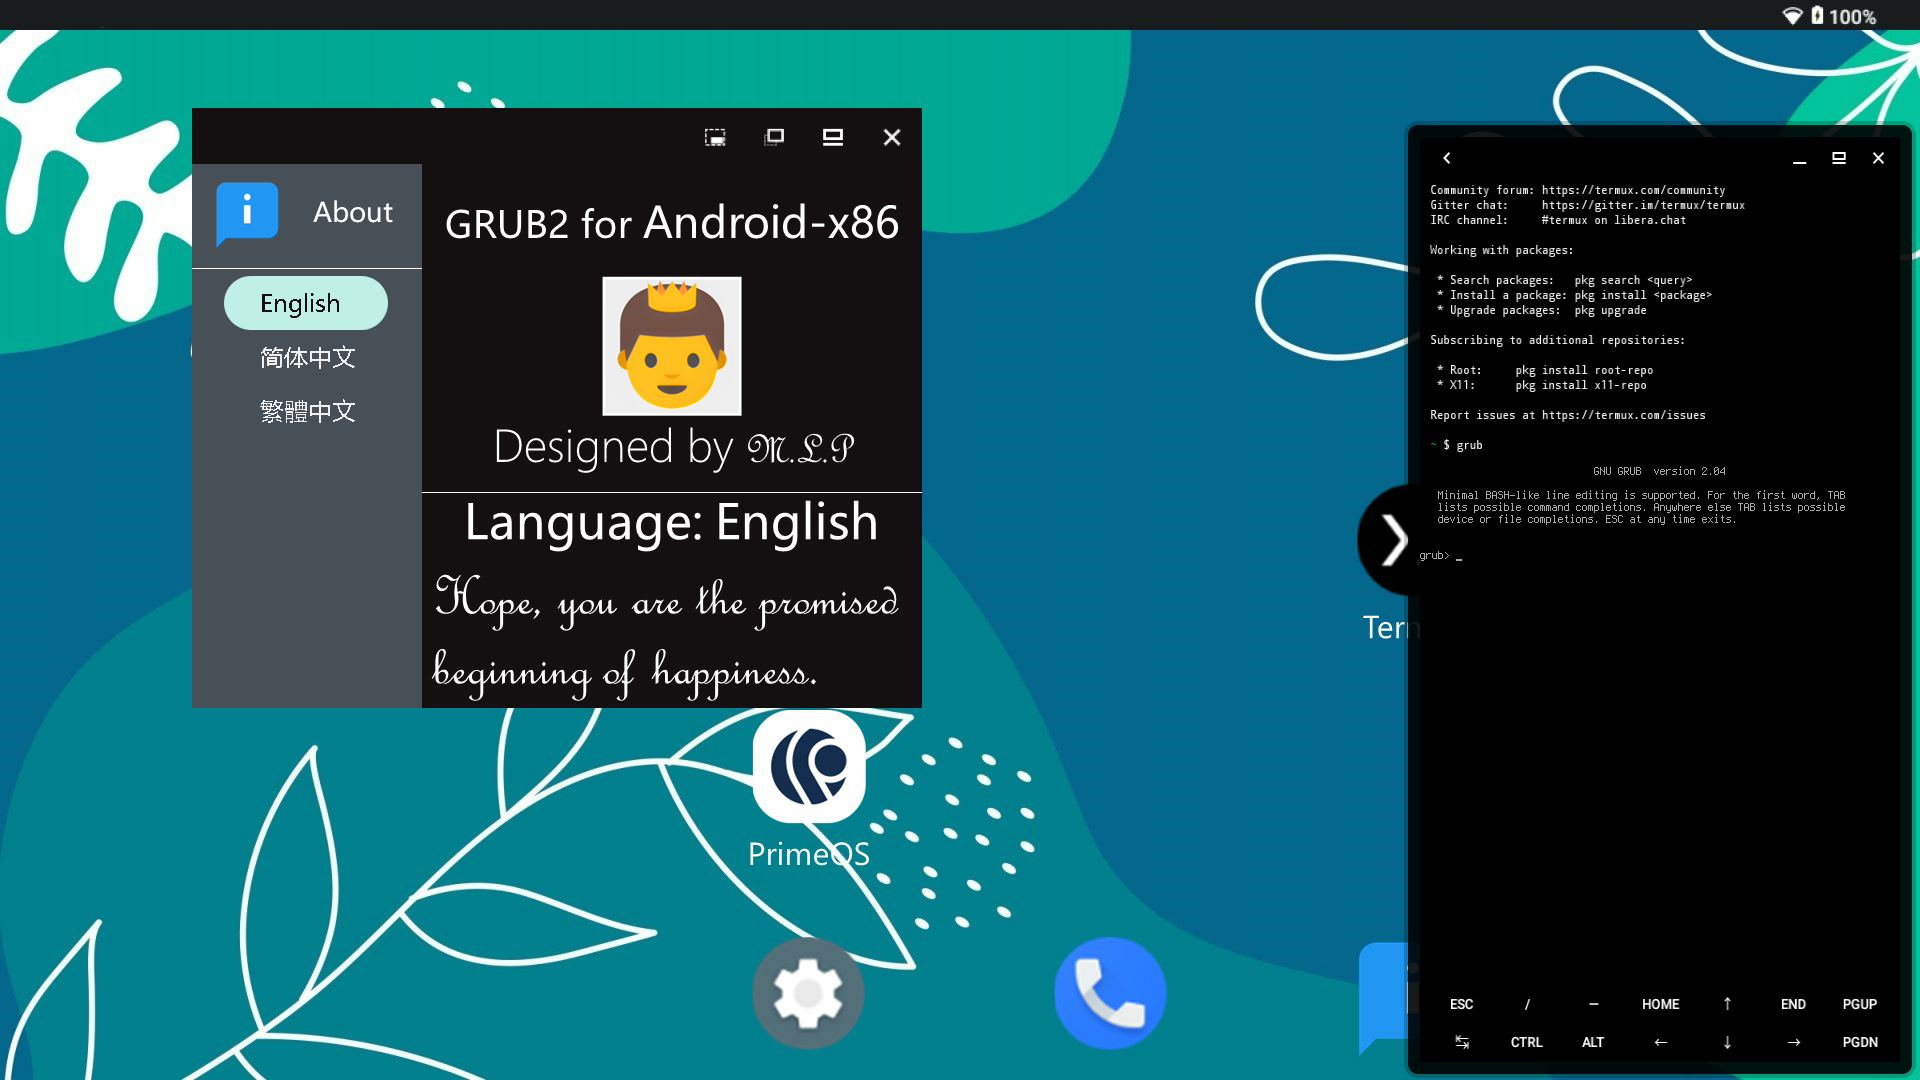 100%
About
English
简体中文
繁體中文
GRUB2 for Android-x86
Designed by M.L.P
Language: English
Hope, you are the promised
beginning of happiness.
PrimeOS
Community forum: https://termux.com/community
Gitter chat: https://gitter.im/termux/termux
IRC channel: #termux on libera.chat
Working with packages:
* Search packages: pkg search <query>
* Install a package: pkg install <package>
* Upgrade packages: pkg upgrade
Subscribing to additional repositories:
* Root: pkg install root-repo
* X11: pkg install x11-repo
Report issues at https://termux.com/issues
~ $ grub
GNU GRUB version 2.04
Minimal BASH-like line editing is supported. For the first word, TAB
lists possible command completions. Anywhere else TAB lists possible
device or file completions. ESC at any time exits.
grub> _
ESC / — HOME ↑ END PGUP
↹ CTRL ALT ← ↓ → PGDN